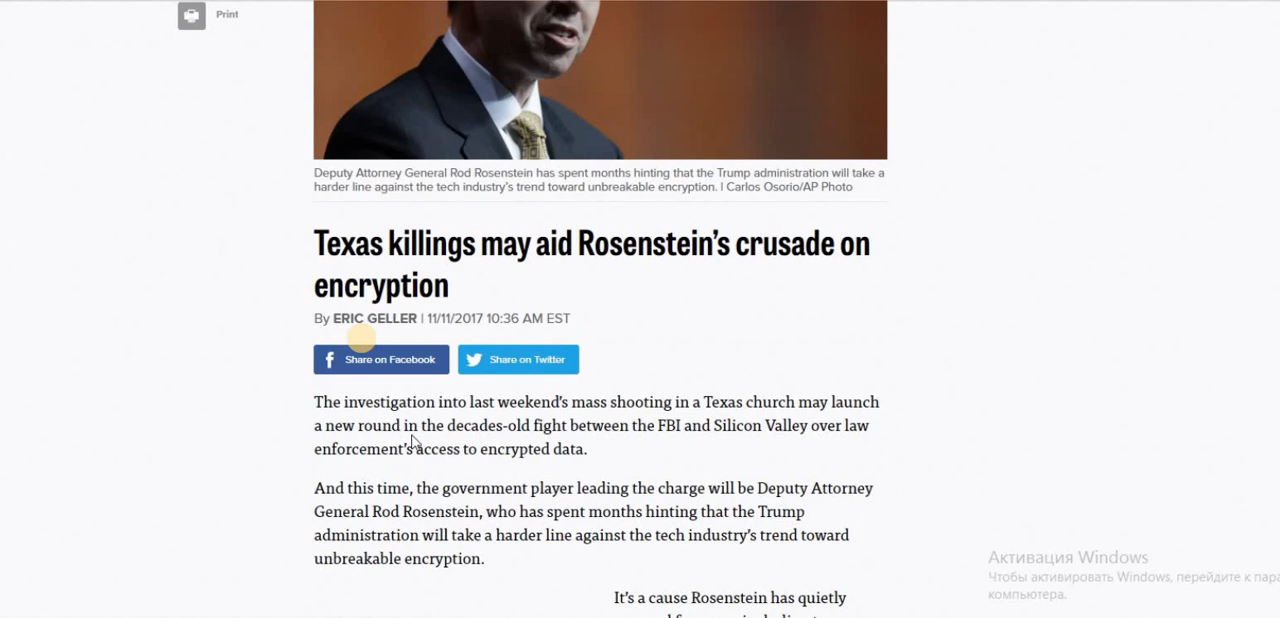 Print
Deputy Attorney General Rod Rosenstein has spent months hinting that the Trump administration will take a
harder line against the tech industry's trend toward unbreakable encryption. | Carlos Osorio/AP Photo
Texas killings may aid Rosenstein's crusade on
encryption
By ERIC GELLER | 11/11/2017 10:36 AM EST
Share on Facebook
Share on Twitter
The investigation into last weekend's mass shooting in a Texas church may launch
a new round in the decades-old fight between the FBI and Silicon Valley over law
enforcement's access to encrypted data.
And this time, the government player leading the charge will be Deputy Attorney
General Rod Rosenstein, who has spent months hinting that the Trump
administration will take a harder line against the tech industry's trend toward
unbreakable encryption.
It's a cause Rosenstein has quietly
Активация Windows
Чтобы активировать Windows, перейдите к
компьютера.